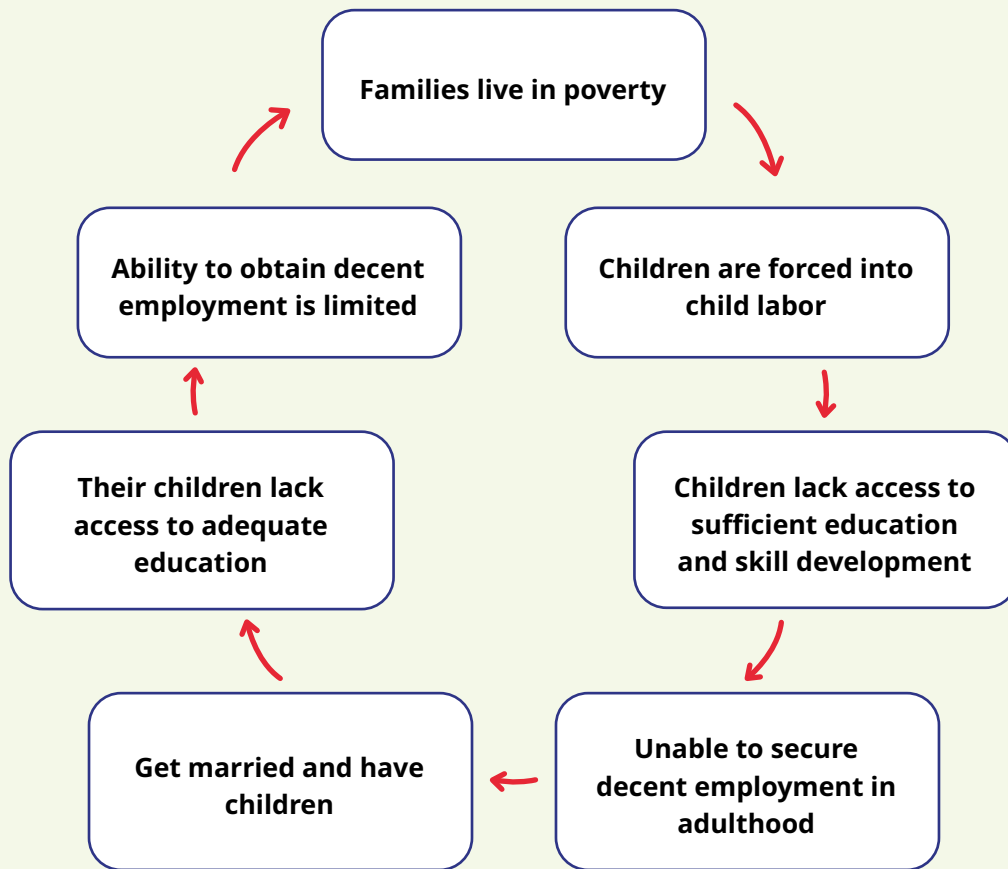 Families live in poverty
Children are forced into
child labor
Children lack access to
sufficient education
and skill development
Unable to secure
decent employment in
adulthood
Get married and have
children
Their children lack
access to adequate
education
Ability to obtain decent
employment is limited